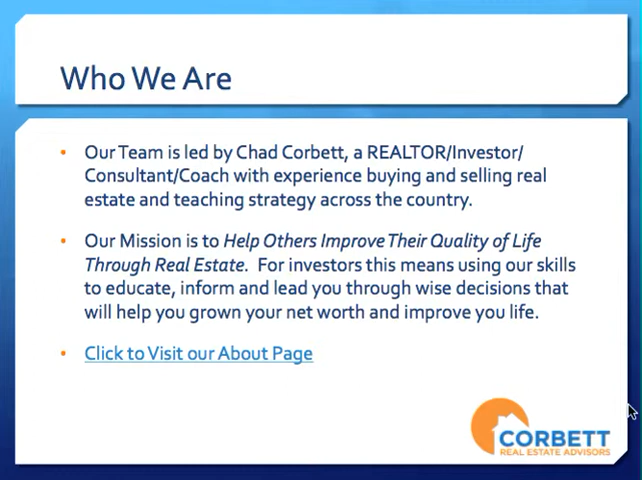 Who We Are
• Our Team is led by Chad Corbett, a REALTOR/Investor/
Consultant/Coach with experience buying and selling real
estate and teaching strategy across the country.
• Our Mission is to Help Others Improve Their Quality of Life
Through Real Estate. For investors this means using our skills
to educate, inform and lead you through wise decisions that
will help you grown your net worth and improve you life.
• Click to Visit our About Page
CORBETT
REAL ESTATE ADVISORS